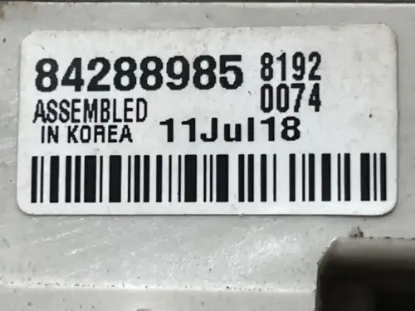 84288985 8192
0074
ASSEMBLED
IN KOREA 11Jul18